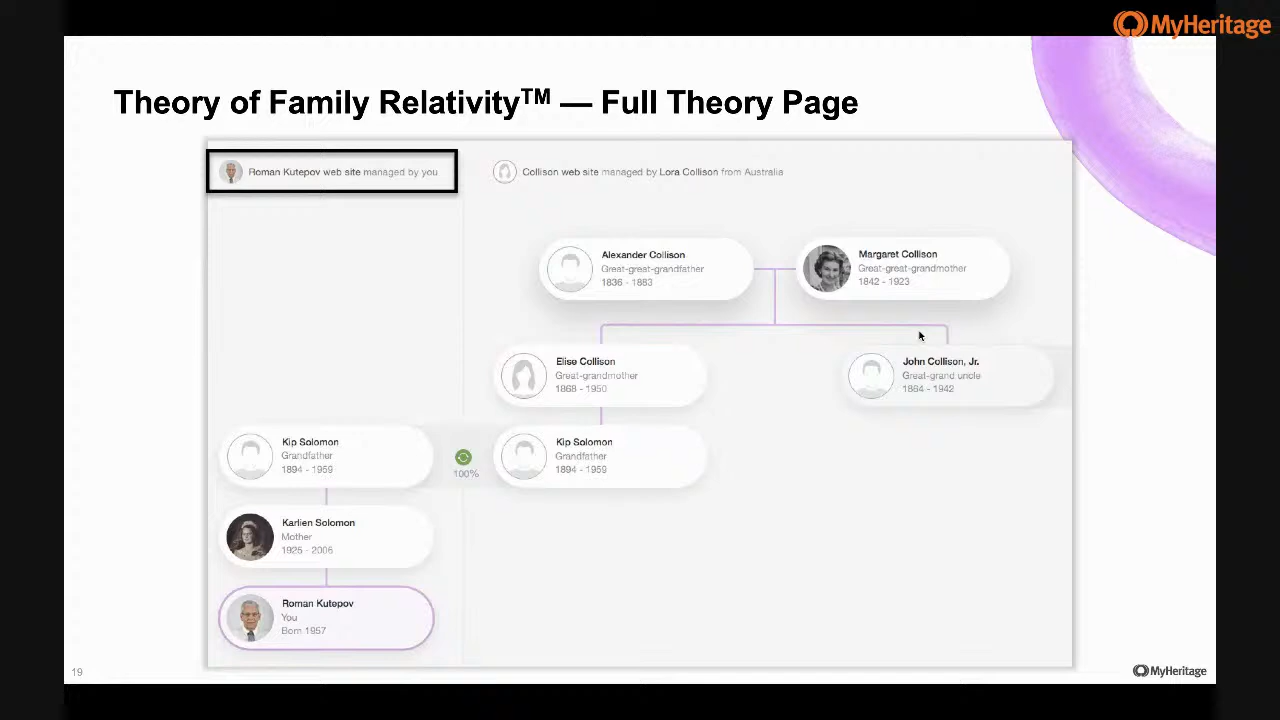 MyHeritage
Theory of Family Relativity™ — Full Theory Page
Roman Kutepov web site managed by you
Collison web site managed by Lora Collison from Australia
Alexander Collison
Great-great-grandfather
1836 - 1883
Margaret Collison
Great-great-grandmother
1842 - 1923
Elise Collison
Great-grandmother
1868 - 1950
John Collison, Jr.
Great-grand uncle
1864 - 1942
Kip Solomon
Grandfather
1894 - 1959
100%
Kip Solomon
Grandfather
1894 - 1959
Karlien Solomon
Mother
1925 - 2006
Roman Kutepov
You
Born 1957
19
MyHeritage